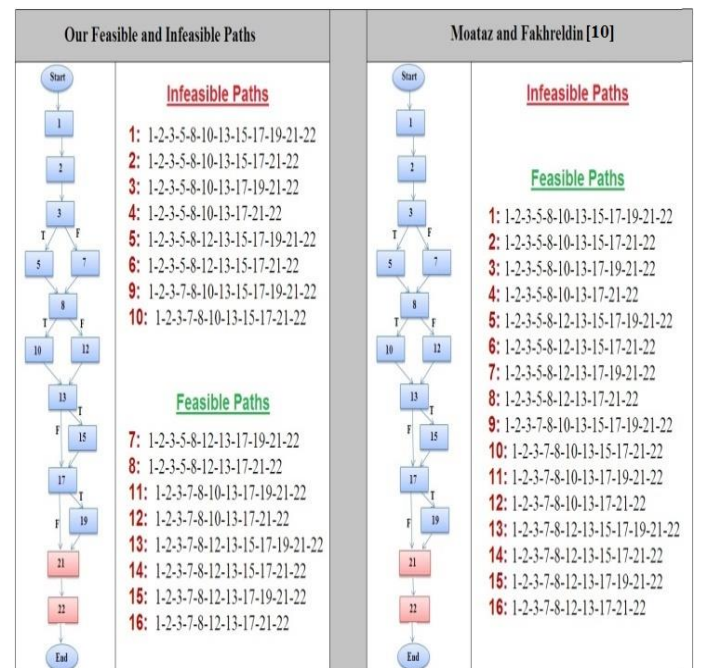 Our Feasible and Infeasible Paths
Start
1
2
3
T
F
5
7
8
T
F
10
12
13
T
F
15
17
T
F
19
21
22
End
Infeasible Paths
1: 1-2-3-5-8-10-13-15-17-19-21-22
2: 1-2-3-5-8-10-13-15-17-21-22
3: 1-2-3-5-8-10-13-17-19-21-22
4: 1-2-3-5-8-10-13-17-21-22
5: 1-2-3-5-8-12-13-15-17-19-21-22
6: 1-2-3-5-8-12-13-15-17-21-22
9: 1-2-3-7-8-10-13-15-17-19-21-22
10: 1-2-3-7-8-10-13-15-17-21-22
Feasible Paths
7: 1-2-3-5-8-12-13-17-19-21-22
8: 1-2-3-5-8-12-13-17-21-22
11: 1-2-3-7-8-10-13-17-19-21-22
12: 1-2-3-7-8-10-13-17-21-22
13: 1-2-3-7-8-12-13-15-17-19-21-22
14: 1-2-3-7-8-12-13-15-17-21-22
15: 1-2-3-7-8-12-13-17-19-21-22
16: 1-2-3-7-8-12-13-17-21-22
Moataz and Fakhreldin [10]
Start
1
2
3
T
F
5
7
8
T
F
10
12
13
T
F
15
17
T
F
19
21
22
End
Infeasible Paths
Feasible Paths
1: 1-2-3-5-8-10-13-15-17-19-21-22
2: 1-2-3-5-8-10-13-15-17-21-22
3: 1-2-3-5-8-10-13-17-19-21-22
4: 1-2-3-5-8-10-13-17-21-22
5: 1-2-3-5-8-12-13-15-17-19-21-22
6: 1-2-3-5-8-12-13-15-17-21-22
7: 1-2-3-5-8-12-13-17-19-21-22
8: 1-2-3-5-8-12-13-17-21-22
9: 1-2-3-7-8-10-13-15-17-19-21-22
10: 1-2-3-7-8-10-13-15-17-21-22
11: 1-2-3-7-8-10-13-17-19-21-22
12: 1-2-3-7-8-10-13-17-21-22
13: 1-2-3-7-8-12-13-15-17-19-21-22
14: 1-2-3-7-8-12-13-15-17-21-22
15: 1-2-3-7-8-12-13-17-19-21-22
16: 1-2-3-7-8-12-13-17-21-22